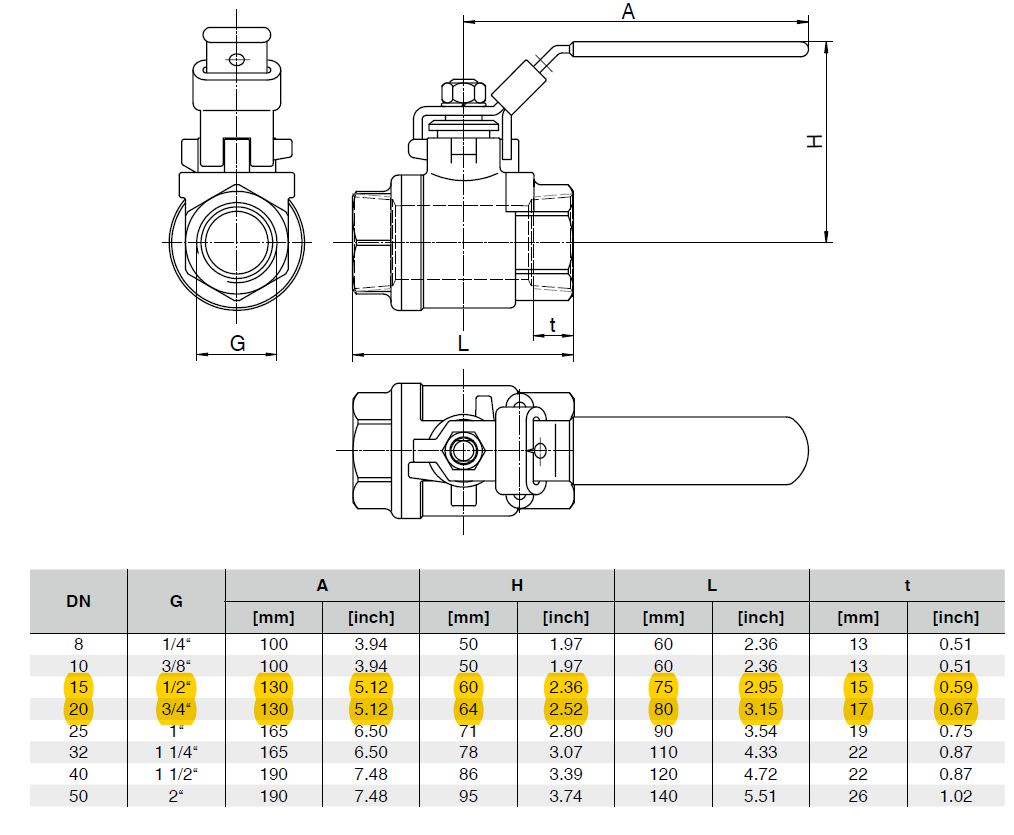 A
H
G
L
t
DN G A H L t
[mm] [inch] [mm] [inch] [mm] [inch] [mm] [inch]
8 1/4“ 100 3.94 50 1.97 60 2.36 13 0.51
10 3/8“ 100 3.94 50 1.97 60 2.36 13 0.51
15 1/2“ 130 5.12 60 2.36 75 2.95 15 0.59
20 3/4“ 130 5.12 64 2.52 80 3.15 17 0.67
25 1“ 165 6.50 71 2.80 90 3.54 19 0.75
32 1 1/4“ 165 6.50 78 3.07 110 4.33 22 0.87
40 1 1/2“ 190 7.48 86 3.39 120 4.72 22 0.87
50 2“ 190 7.48 95 3.74 140 5.51 26 1.02